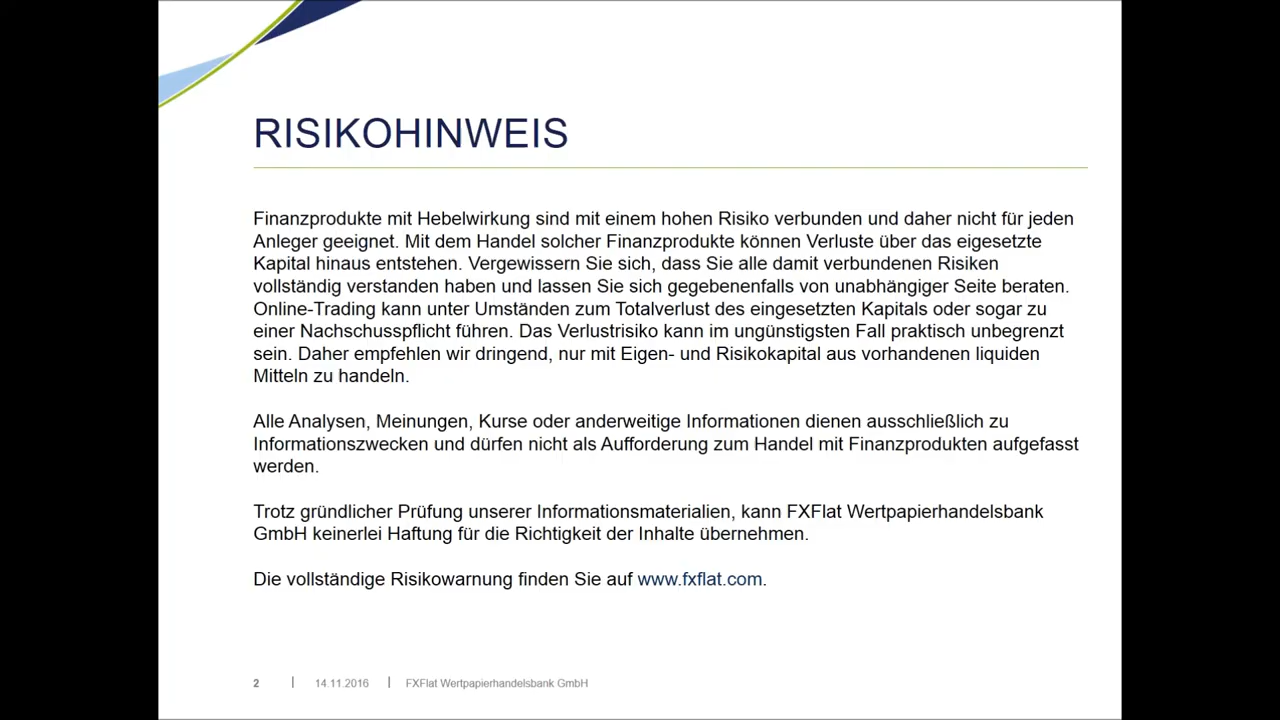 RISIKOHINWEIS
Finanzprodukte mit Hebelwirkung sind mit einem hohen Risiko verbunden und daher nicht für jeden
Anleger geeignet. Mit dem Handel solcher Finanzprodukte können Verluste über das eigesetzte
Kapital hinaus entstehen. Vergewissern Sie sich, dass Sie alle damit verbundenen Risiken
vollständig verstanden haben und lassen Sie sich gegebenenfalls von unabhängiger Seite beraten.
Online-Trading kann unter Umständen zum Totalverlust des eingesetzten Kapitals oder sogar zu
einer Nachschusspflicht führen. Das Verlustrisiko kann im ungünstigsten Fall praktisch unbegrenzt
sein. Daher empfehlen wir dringend, nur mit Eigen- und Risikokapital aus vorhandenen liquiden
Mitteln zu handeln.
Alle Analysen, Meinungen, Kurse oder anderweitige Informationen dienen ausschließlich zu
Informationszwecken und dürfen nicht als Aufforderung zum Handel mit Finanzprodukten aufgefasst
werden.
Trotz gründlicher Prüfung unserer Informationsmaterialien, kann FXFlat Wertpapierhandelsbank
GmbH keinerlei Haftung für die Richtigkeit der Inhalte übernehmen.
Die vollständige Risikowarnung finden Sie auf www.fxflat.com.
2 | 14.11.2016 | FXFlat Wertpapierhandelsbank GmbH